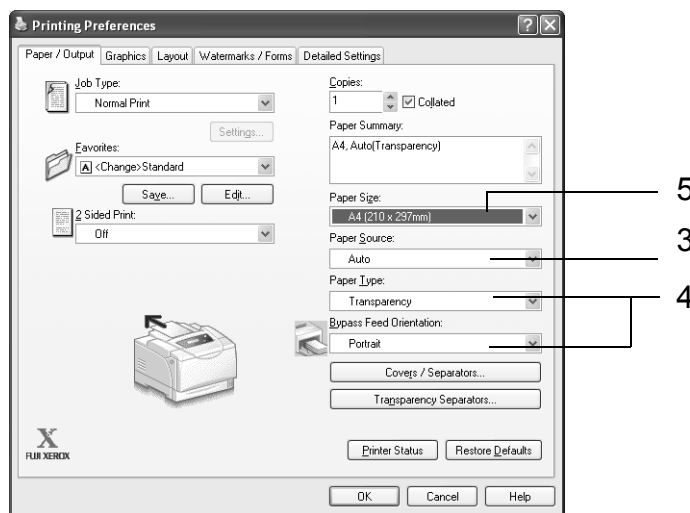 Printing Preferences
Paper / Output Graphics Layout Watermarks / Forms Detailed Settings
Job Type:
Normal Print
Settings...
Favorites:
A <Change>Standard
Save... Edit...
2 Sided Print:
Off
FUJI XEROX
Copies:
1 Collated
Paper Summary:
A4, Auto(Transparency)
Paper Size:
A4 (210 x 297mm)
5
Paper Source:
Auto
3
Paper Type:
Transparency
4
Bypass Feed Orientation:
Portrait
Covers / Separators...
Transparency Separators...
Printer Status Restore Defaults
OK Cancel Help